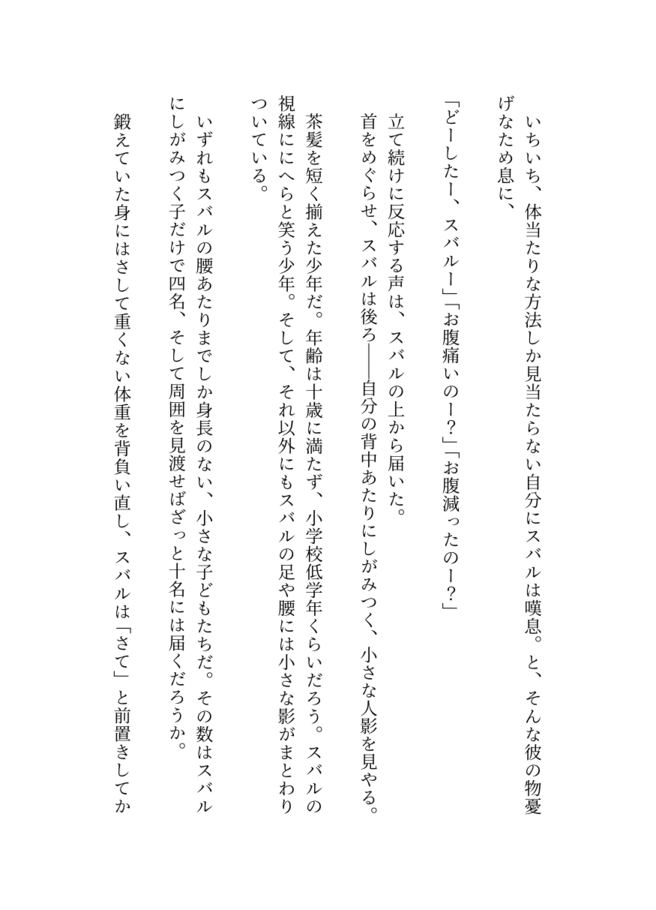 いちいち、体当たりな方法しか見当たらない自分にスバルは嘆息。と、そんな彼の物憂
げなため息に、
「どーしたー、スバルー」「お腹痛いのー？」「お腹減ったのー？」
　立て続けに反応する声は、スバルの上から届いた。
　首をめぐらせ、スバルは後ろ――自分の背中あたりにしがみつく、小さな人影を見やる。
　茶髪を短く揃えた少年だ。年齢は十歳に満たず、小学校低学年くらいだろう。スバルの
視線ににへらと笑う少年。そして、それ以外にもスバルの足や腰には小さな影がまとわり
ついている。
　いずれもスバルの腰あたりまでしか身長のない、小さな子どもたちだ。その数はスバル
にしがみつく子だけで四名、そして周囲を見渡せばざっと十名には届くだろうか。
　鍛えていた身にはさして重くない体重を背負い直し、スバルは「さて」と前置きしてか